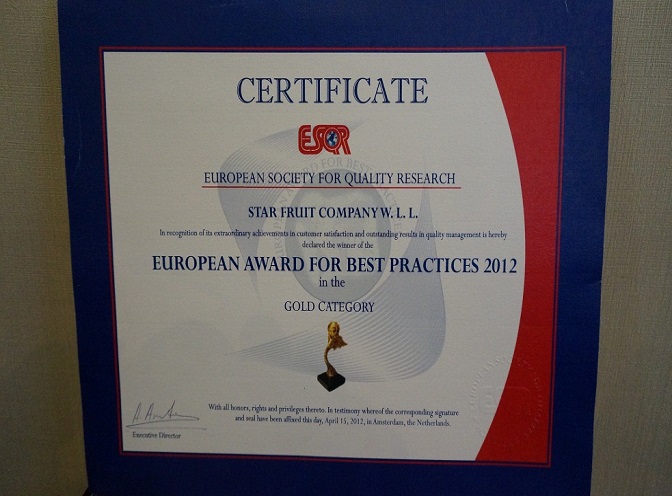 CERTIFICATE
ESQR
EUROPEAN SOCIETY FOR QUALITY RESEARCH
STAR FRUIT COMPANY W. L. L.
In recognition of its extraordinary achievements in customer satisfaction and outstanding results in quality management is hereby
declared the winner of the
EUROPEAN AWARD FOR BEST PRACTICES 2012
in the
GOLD CATEGORY
With all honors, rights and privileges thereto. In testimony whereof the corresponding signature
and seal have been affixed this day, April 15, 2012, in Amsterdam, the Netherlands.
Executive Director